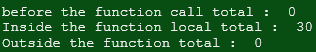 before the function call total :  0
Inside the function local total :  30
Outside the function total :  0